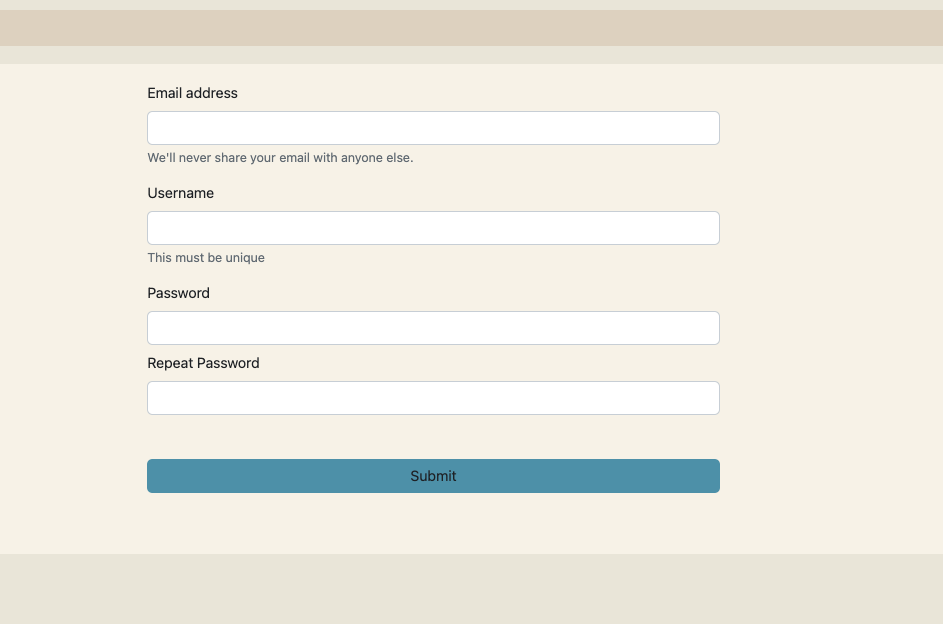 Email address
We'll never share your email with anyone else.
Username
This must be unique
Password
Repeat Password
Submit